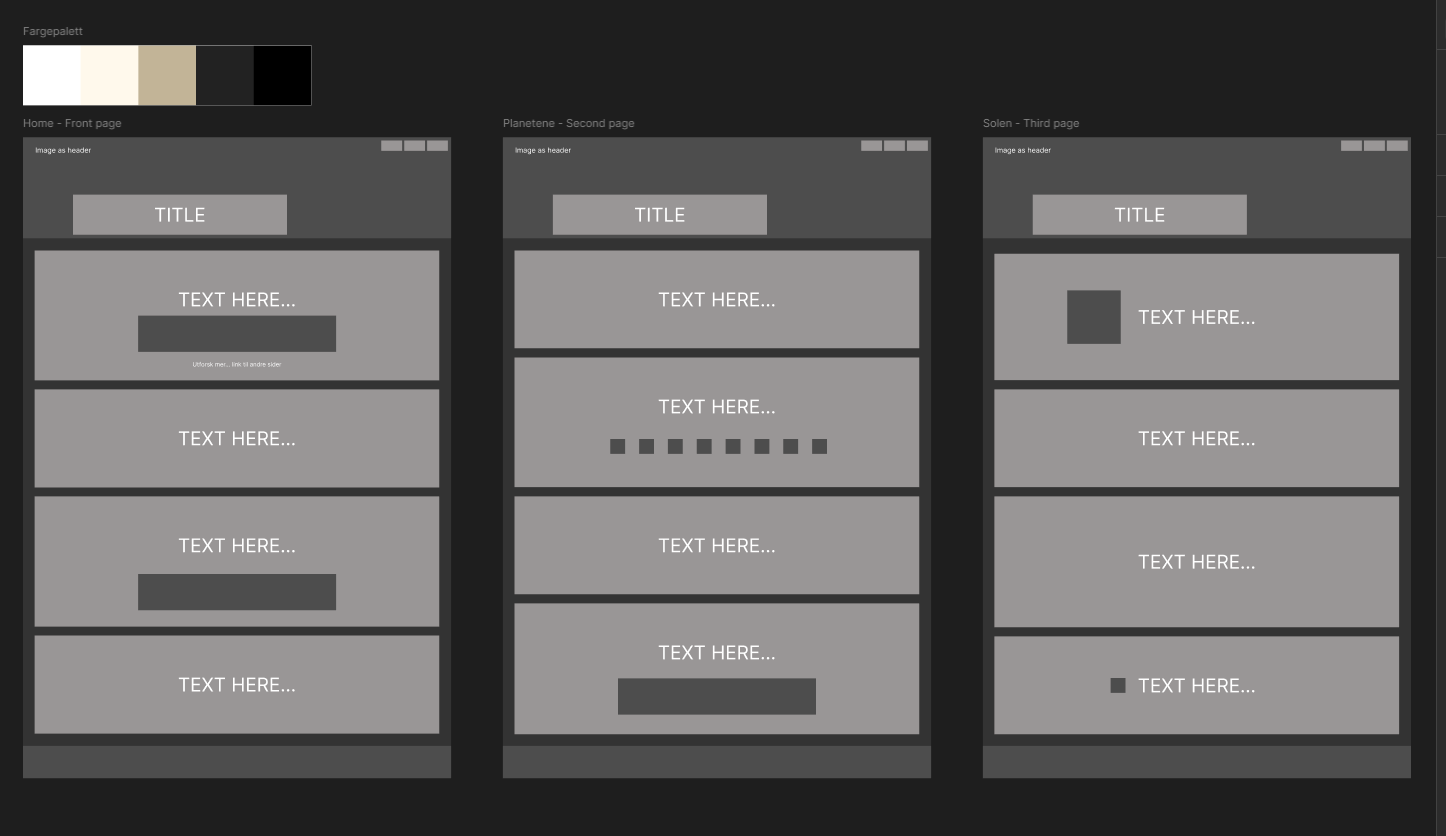 Fargepalett
Home - Front page
Image as header
TITLE
TEXT HERE...
Utforsk mer... link til andre sider
TEXT HERE...
TEXT HERE...
TEXT HERE...
Planetene - Second page
Image as header
TITLE
TEXT HERE...
TEXT HERE...
TEXT HERE...
TEXT HERE...
Solen - Third page
Image as header
TITLE
TEXT HERE...
TEXT HERE...
TEXT HERE...
TEXT HERE...